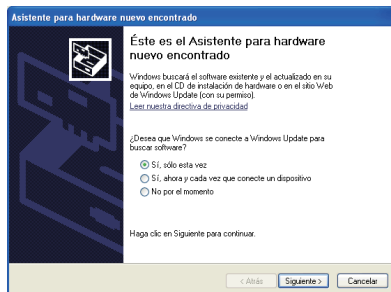 Asistente para hardware nuevo encontrado
Éste es el Asistente para hardware
nuevo encontrado
Windows buscará el software existente y el actualizado en su
equipo, en el CD de instalación de hardware o en el sitio Web
de Windows Update (con su permiso).
Leer nuestra directiva de privacidad
¿Desea que Windows se conecte a Windows Update para
buscar software?
Sí, sólo esta vez
Sí, ahora y cada vez que conecte un dispositivo
No por el momento
Haga clic en Siguiente para continuar.
< Atrás Siguiente > Cancelar